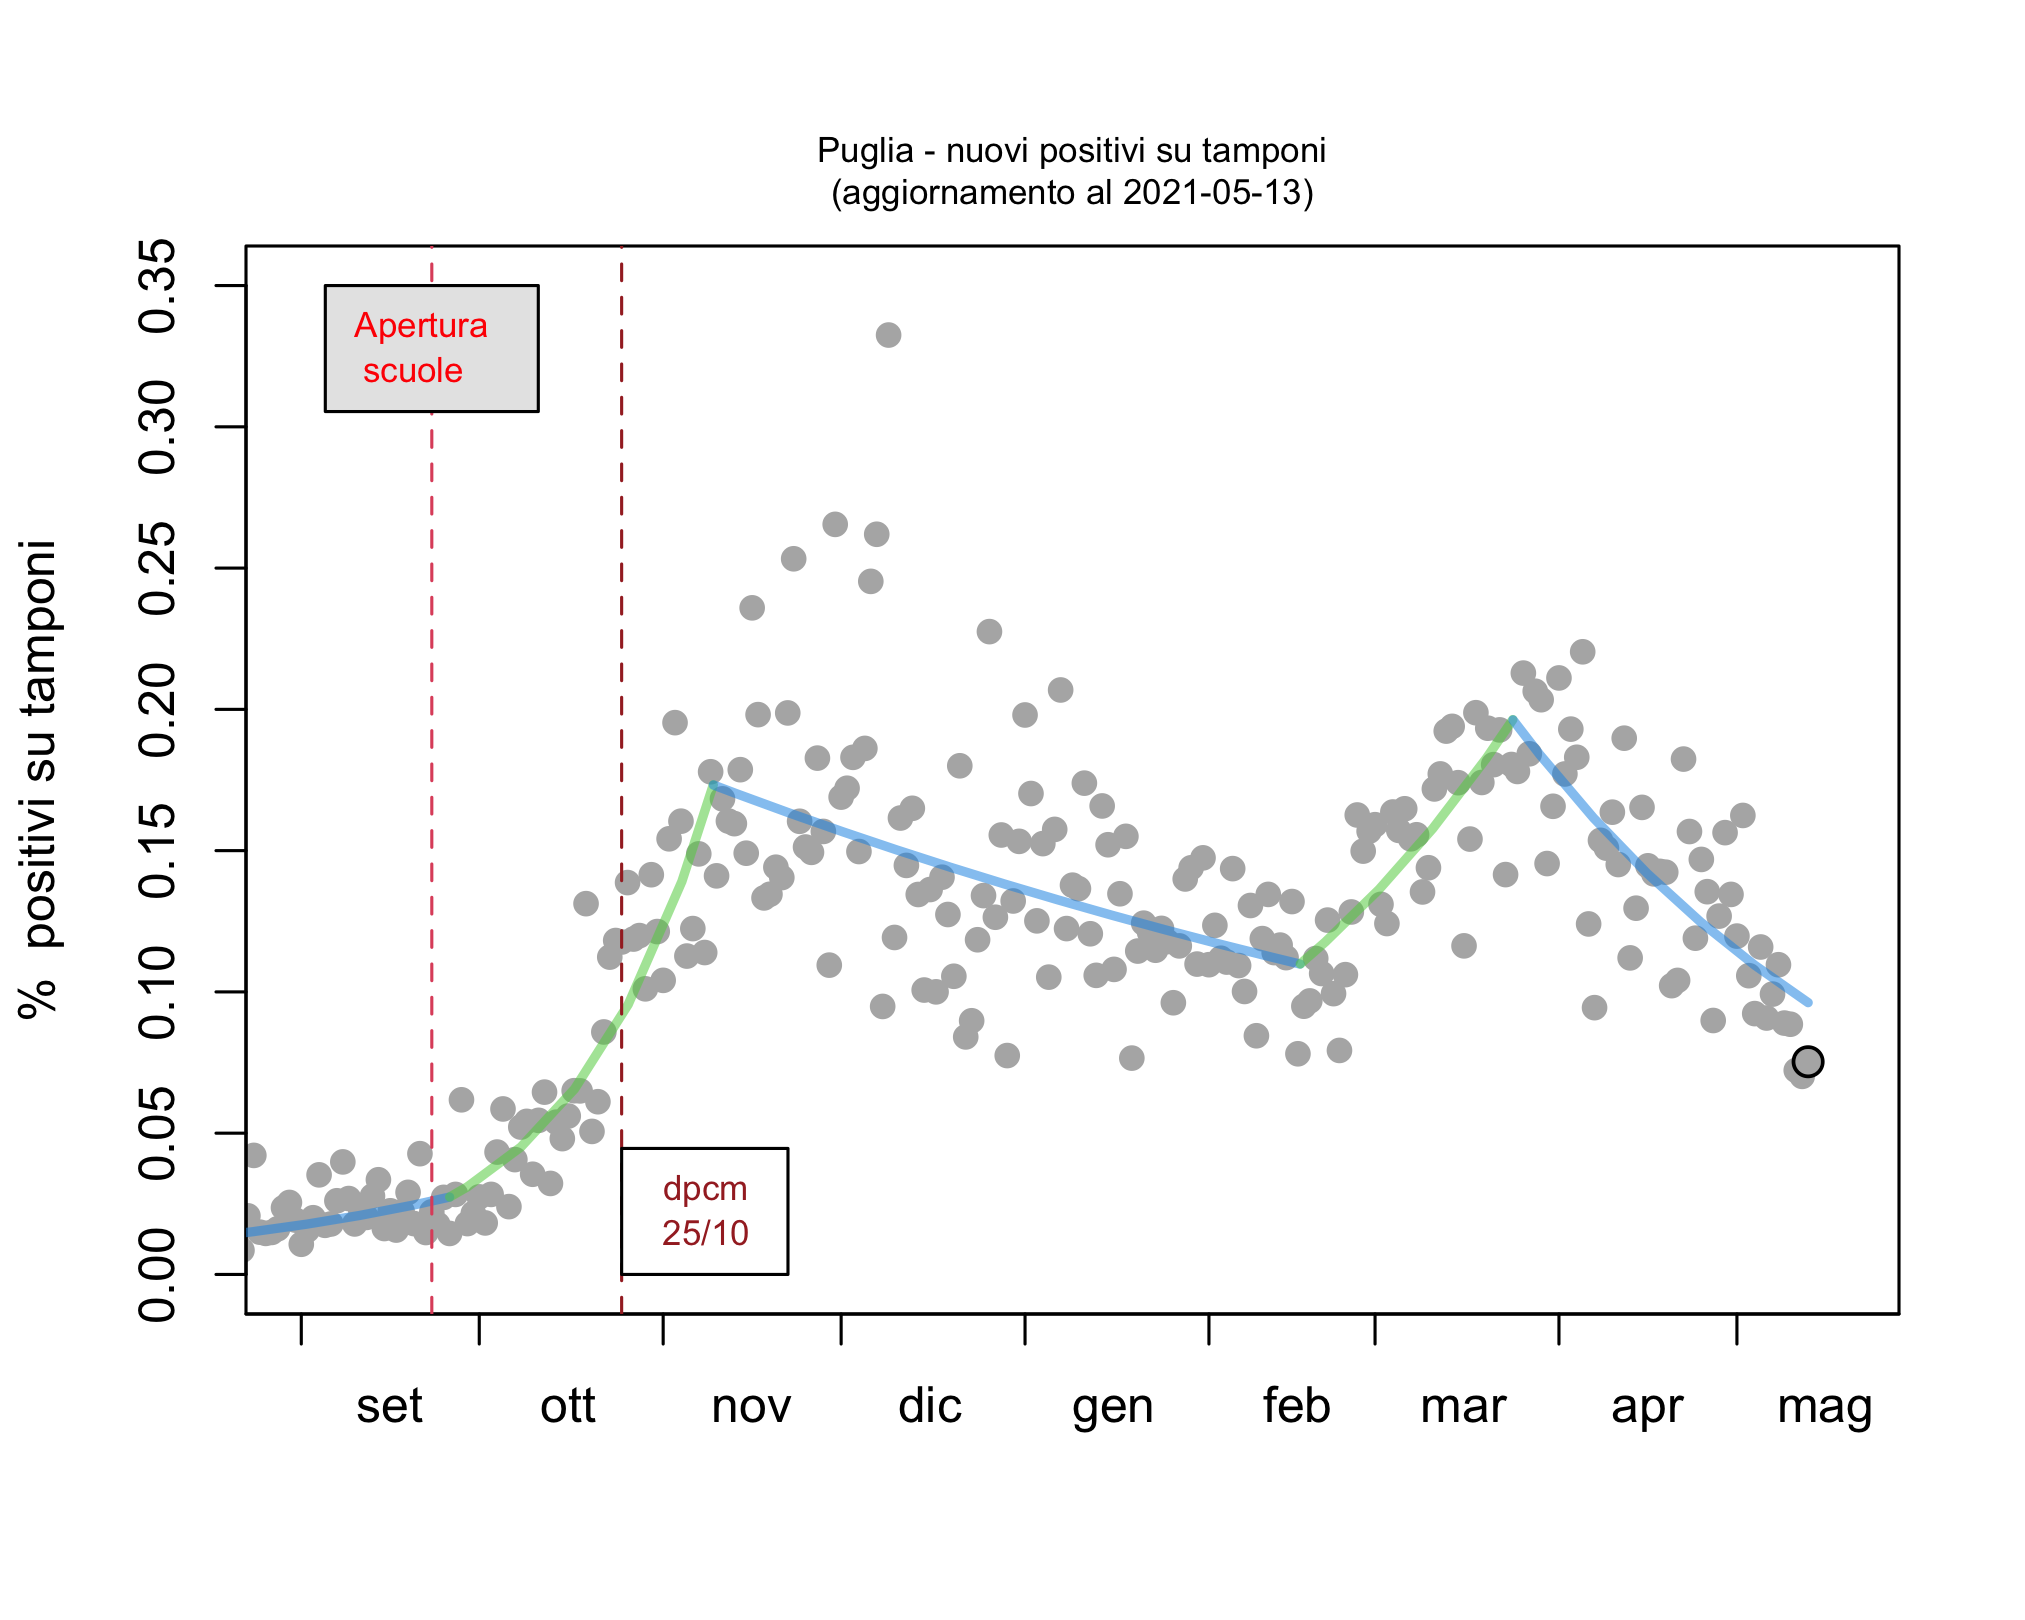 Puglia - nuovi positivi su tamponi
(aggiornamento al 2021-05-13)
% positivi su tamponi
0.35
0.30
0.25
0.20
0.15
0.10
0.05
0.00
Apertura
scuole
dpcm
25/10
set ott nov dic gen feb mar apr mag